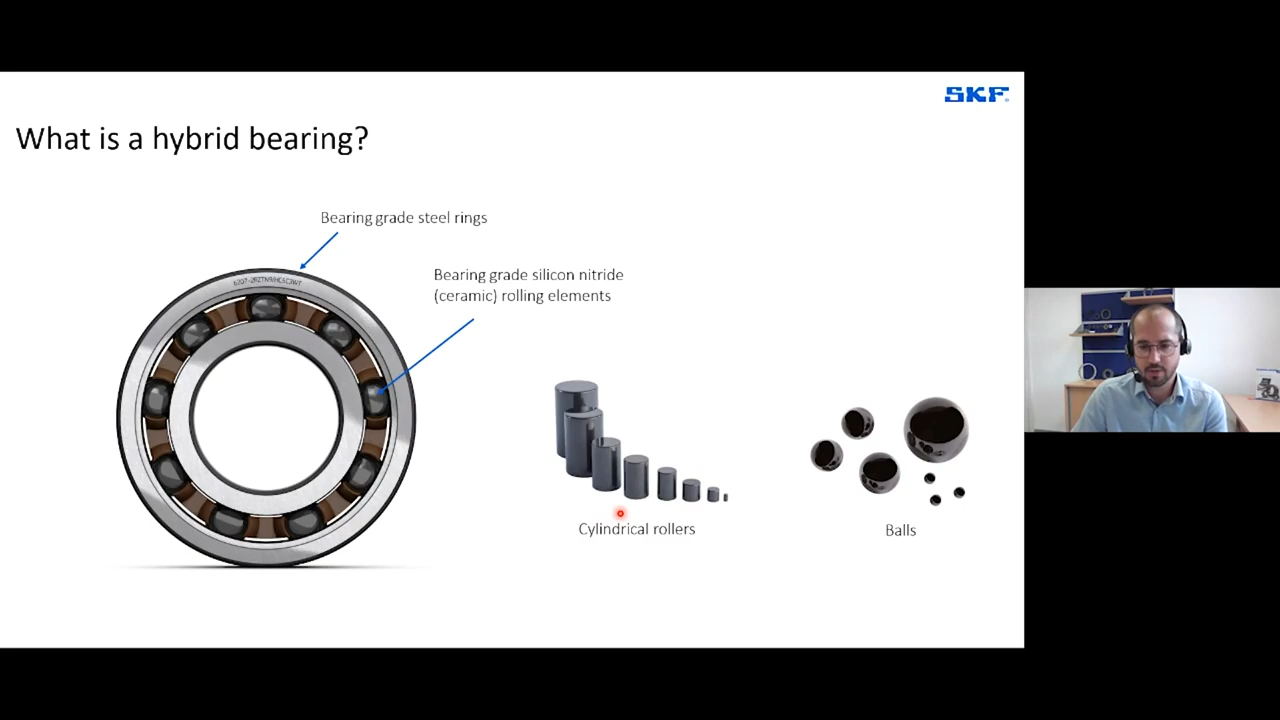 SKF
What is a hybrid bearing?
Bearing grade steel rings
Bearing grade silicon nitride
(ceramic) rolling elements
Cylindrical rollers
Balls